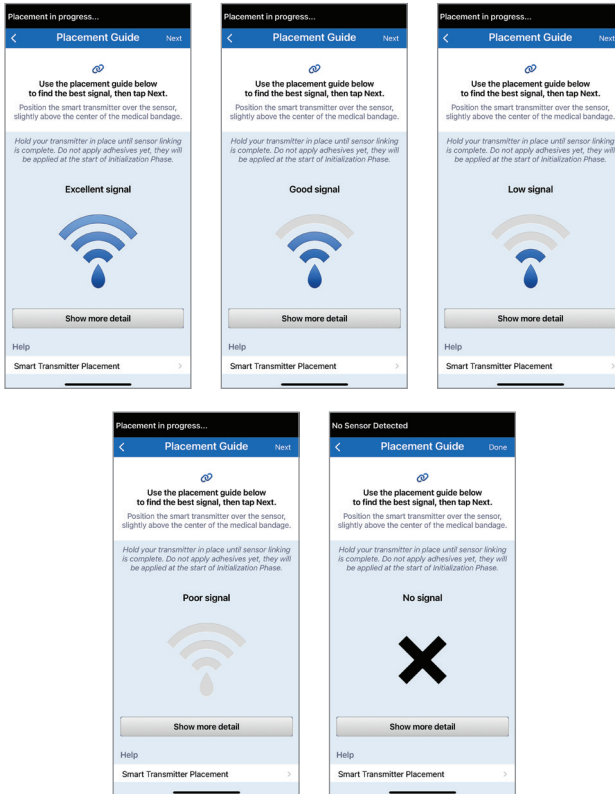 Placement in progress...
Placement Guide Next
Use the placement guide below
to find the best signal, then tap Next.
Position the smart transmitter over the sensor,
slightly above the center of the medical bandage.
Hold your transmitter in place until sensor linking
is complete. Do not apply adhesives yet, they will
be applied at the start of Initialization Phase.
Excellent signal
Show more detail
Help
Smart Transmitter Placement
Placement in progress...
Placement Guide Next
Use the placement guide below
to find the best signal, then tap Next.
Position the smart transmitter over the sensor,
slightly above the center of the medical bandage.
Hold your transmitter in place until sensor linking
is complete. Do not apply adhesives yet, they will
be applied at the start of Initialization Phase.
Good signal
Show more detail
Help
Smart Transmitter Placement
Placement in progress...
Placement Guide Next
Use the placement guide below
to find the best signal, then tap Next.
Position the smart transmitter over the sensor,
slightly above the center of the medical bandage.
Hold your transmitter in place until sensor linking
is complete. Do not apply adhesives yet, they will
be applied at the start of Initialization Phase.
Low signal
Show more detail
Help
Smart Transmitter Placement
Placement in progress...
Placement Guide Next
Use the placement guide below
to find the best signal, then tap Next.
Position the smart transmitter over the sensor,
slightly above the center of the medical bandage.
Hold your transmitter in place until sensor linking
is complete. Do not apply adhesives yet, they will
be applied at the start of Initialization Phase.
Poor signal
Show more detail
Help
Smart Transmitter Placement
No Sensor Detected
Placement Guide Done
Use the placement guide below
to find the best signal, then tap Next.
Position the smart transmitter over the sensor,
slightly above the center of the medical bandage.
Hold your transmitter in place until sensor linking
is complete. Do not apply adhesives yet, they will
be applied at the start of Initialization Phase.
No signal
Show more detail
Help
Smart Transmitter Placement